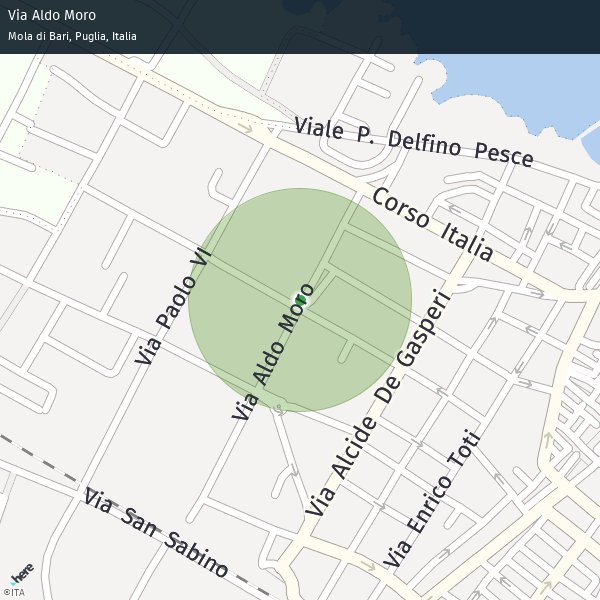 Via Aldo Moro
Mola di Bari, Puglia, Italia
Viale P. Delfino Pesce
Corso Italia
Via Paolo VI
Via Aldo Moro
Via Alcide De Gasperi
Via Enrico Toti
Via San Sabino
here
©ITA